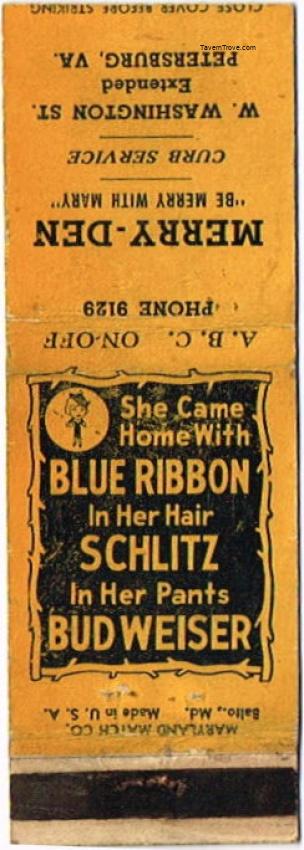 TavernTrove.com
A. B. C. ON-OFF
PHONE 9129
MERRY-DEN
"BE MERRY WITH MARY"
CURB SERVICE
W. WASHINGTON ST.
Extended
PETERSBURG, VA.
CLOSE COVER BEFORE STRIKING
She Came
Home With
BLUE RIBBON
In Her Hair
SCHLITZ
In Her Pants
BUDWEISER
MARYLAND MATCH CO.
Balto., Md. Made in U. S. A.